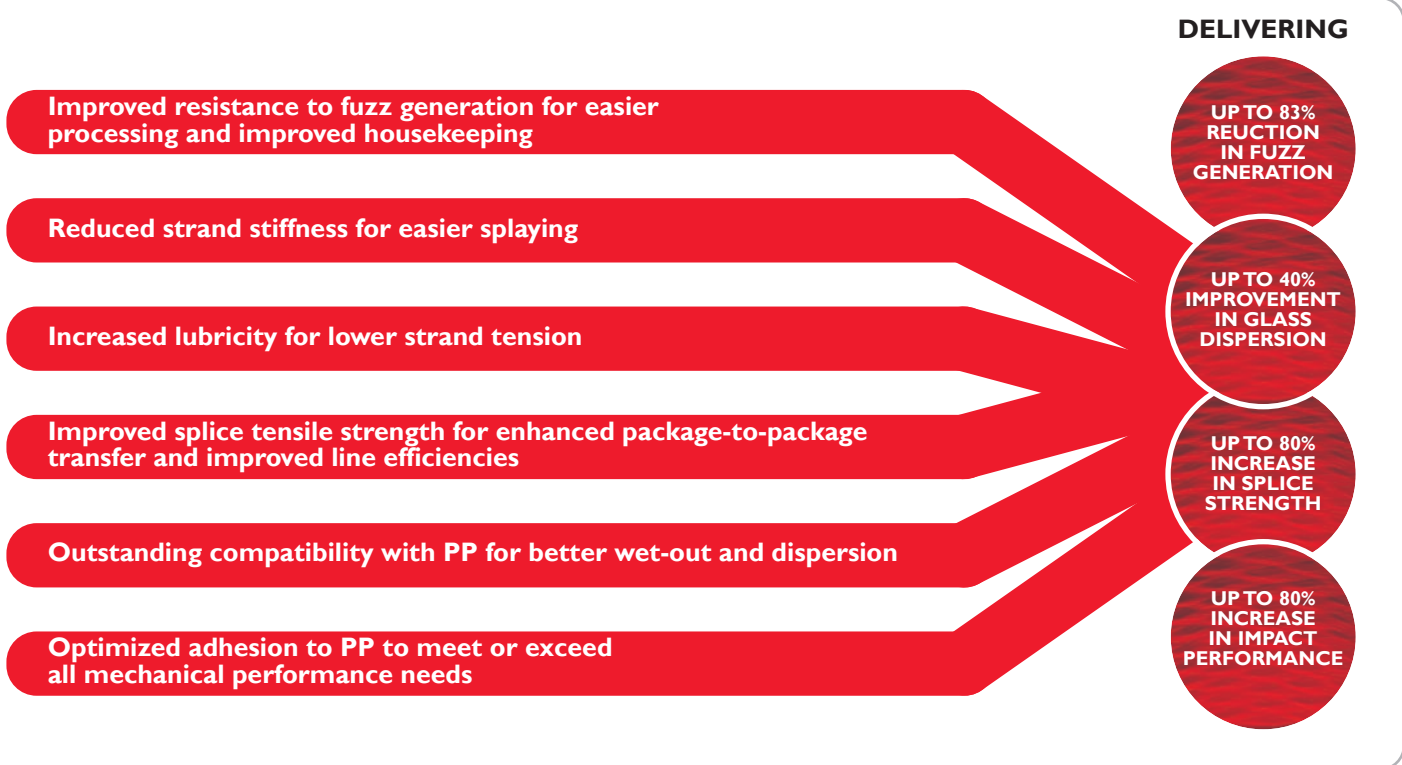 DELIVERING
Improved resistance to fuzz generation for easier
processing and improved housekeeping
Reduced strand stiffness for easier splaying
Increased lubricity for lower strand tension
Improved splice tensile strength for enhanced package-to-package
transfer and improved line efficiencies
Outstanding compatibility with PP for better wet-out and dispersion
Optimized adhesion to PP to meet or exceed
all mechanical performance needs
UP TO 83%
REUCTION
IN FUZZ
GENERATION
UP TO 40%
IMPROVEMENT
IN GLASS
DISPERSION
UP TO 80%
INCREASE
IN SPLICE
STRENGTH
UP TO 80%
INCREASE
IN IMPACT
PERFORMANCE